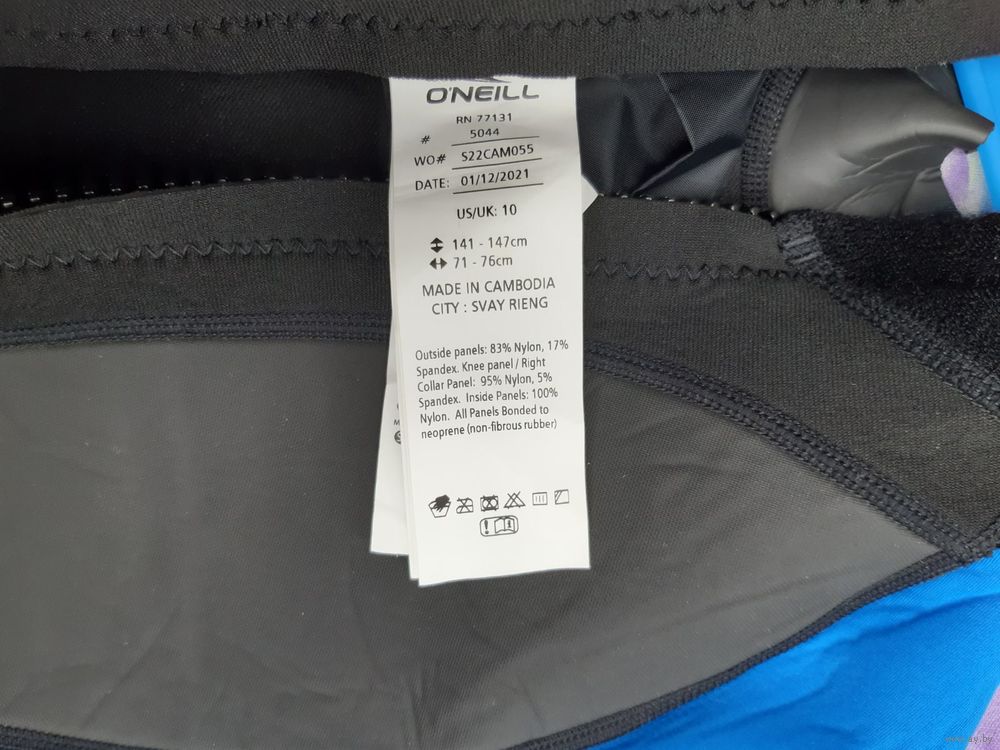 O'NEILL
RN 77131
# 5044
WO# S22CAM055
DATE: 01/12/2021
US/UK: 10
141 - 147cm
71 - 76cm
MADE IN CAMBODIA
CITY : SVAY RIENG
Outside panels: 83% Nylon, 17%
Spandex. Knee panel / Right
Collar Panel: 95% Nylon, 5%
Spandex. Inside Panels: 100%
Nylon. All Panels Bonded to
neoprene (non-fibrous rubber)